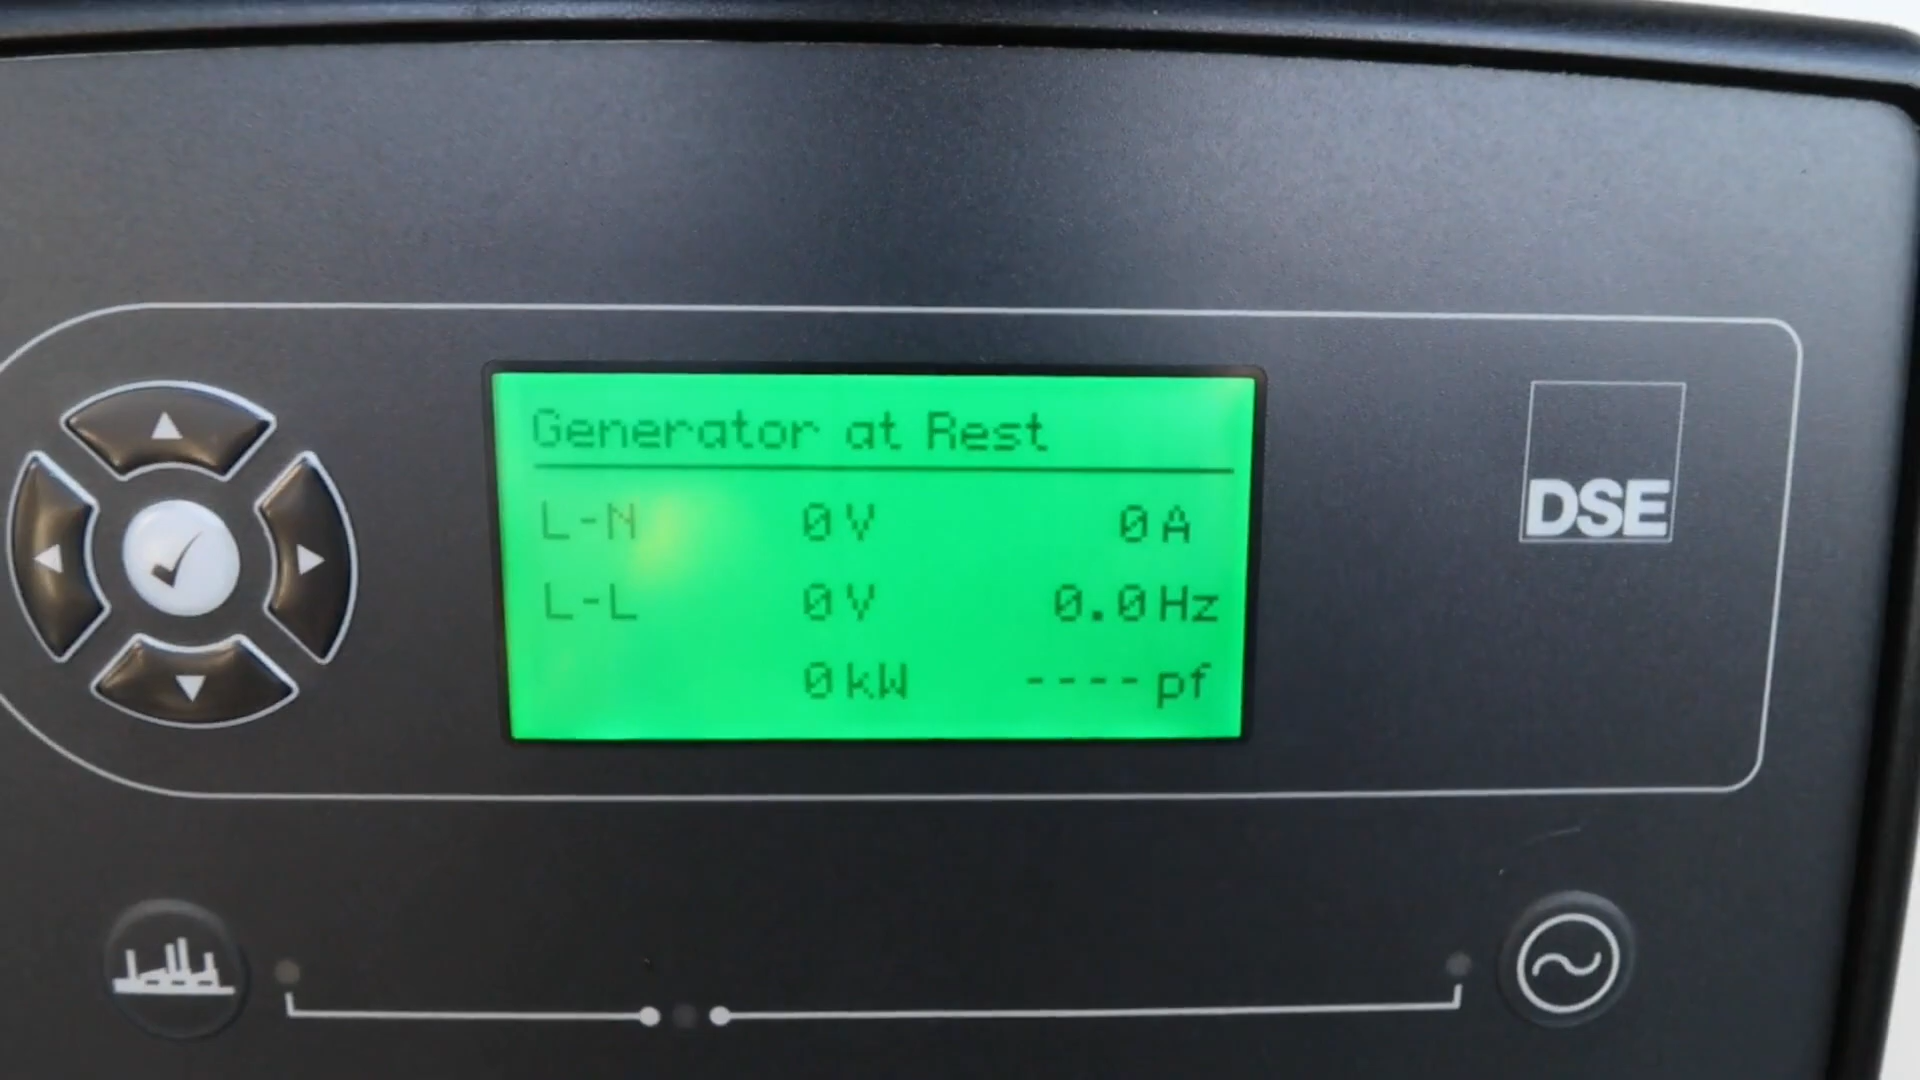 Generator at Rest
L-N 0V 0A
L-L 0V 0.0Hz
0kW ----pf
DSE